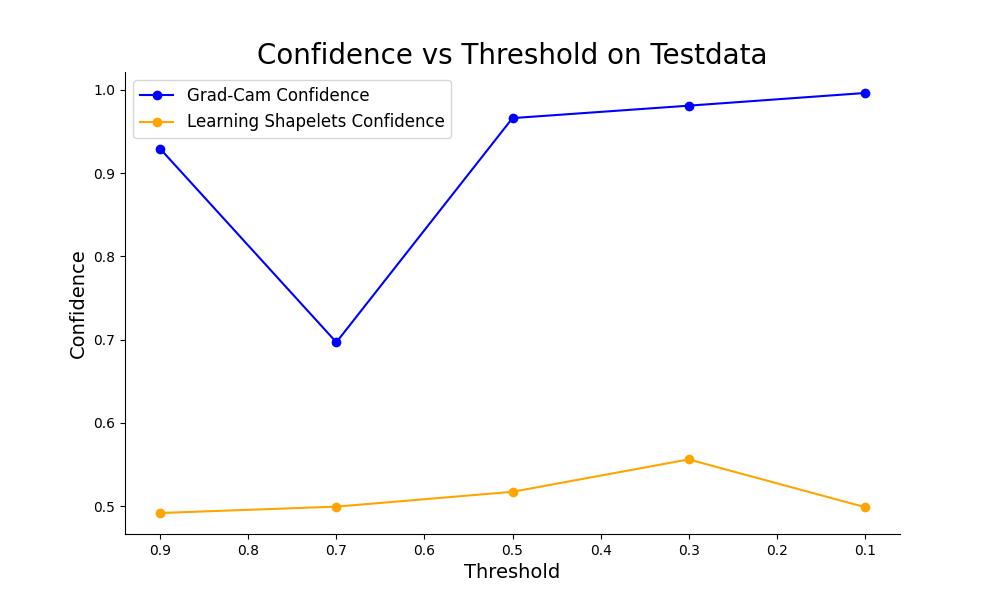 Confidence vs Threshold on Testdata
Grad-Cam Confidence
Learning Shapelets Confidence
Confidence
1.0
0.9
0.8
0.7
0.6
0.5
0.9 0.8 0.7 0.6 0.5 0.4 0.3 0.2 0.1
Threshold